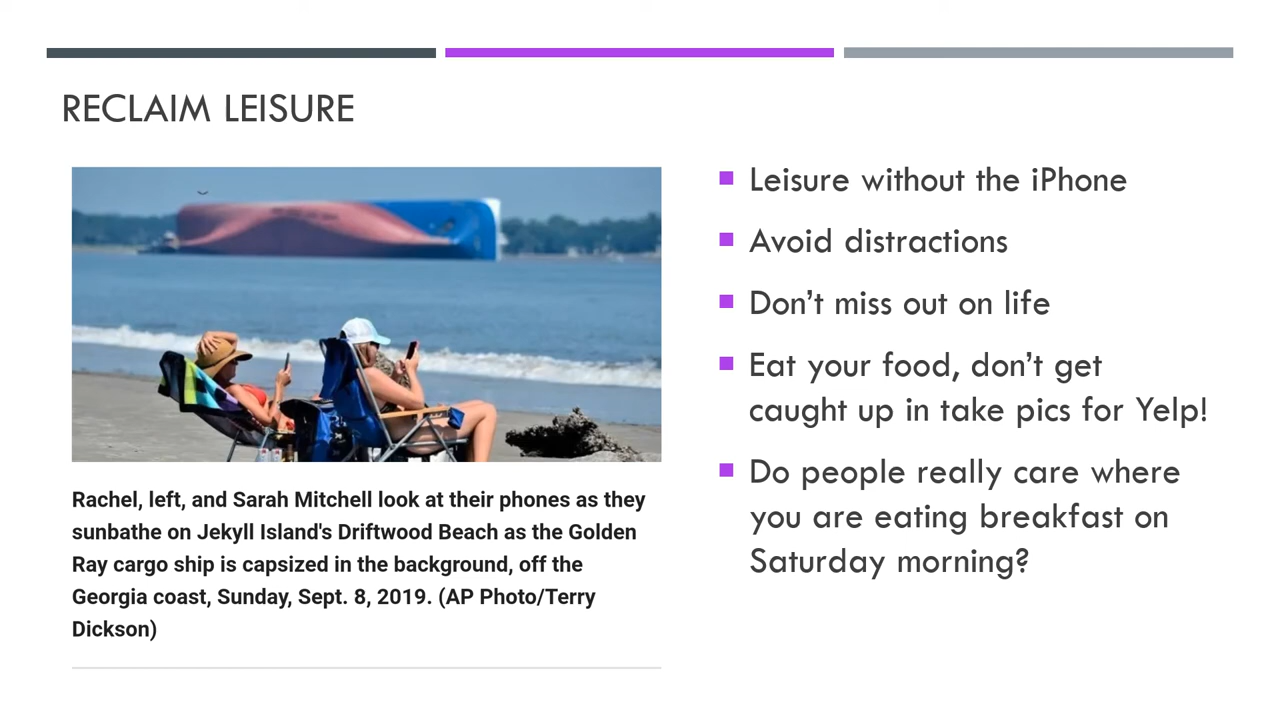 RECLAIM LEISURE
Rachel, left, and Sarah Mitchell look at their phones as they
sunbathe on Jekyll Island's Driftwood Beach as the Golden
Ray cargo ship is capsized in the background, off the
Georgia coast, Sunday, Sept. 8, 2019. (AP Photo/Terry
Dickson)
Leisure without the iPhone
Avoid distractions
Don’t miss out on life
Eat your food, don’t get
caught up in take pics for Yelp!
Do people really care where
you are eating breakfast on
Saturday morning?